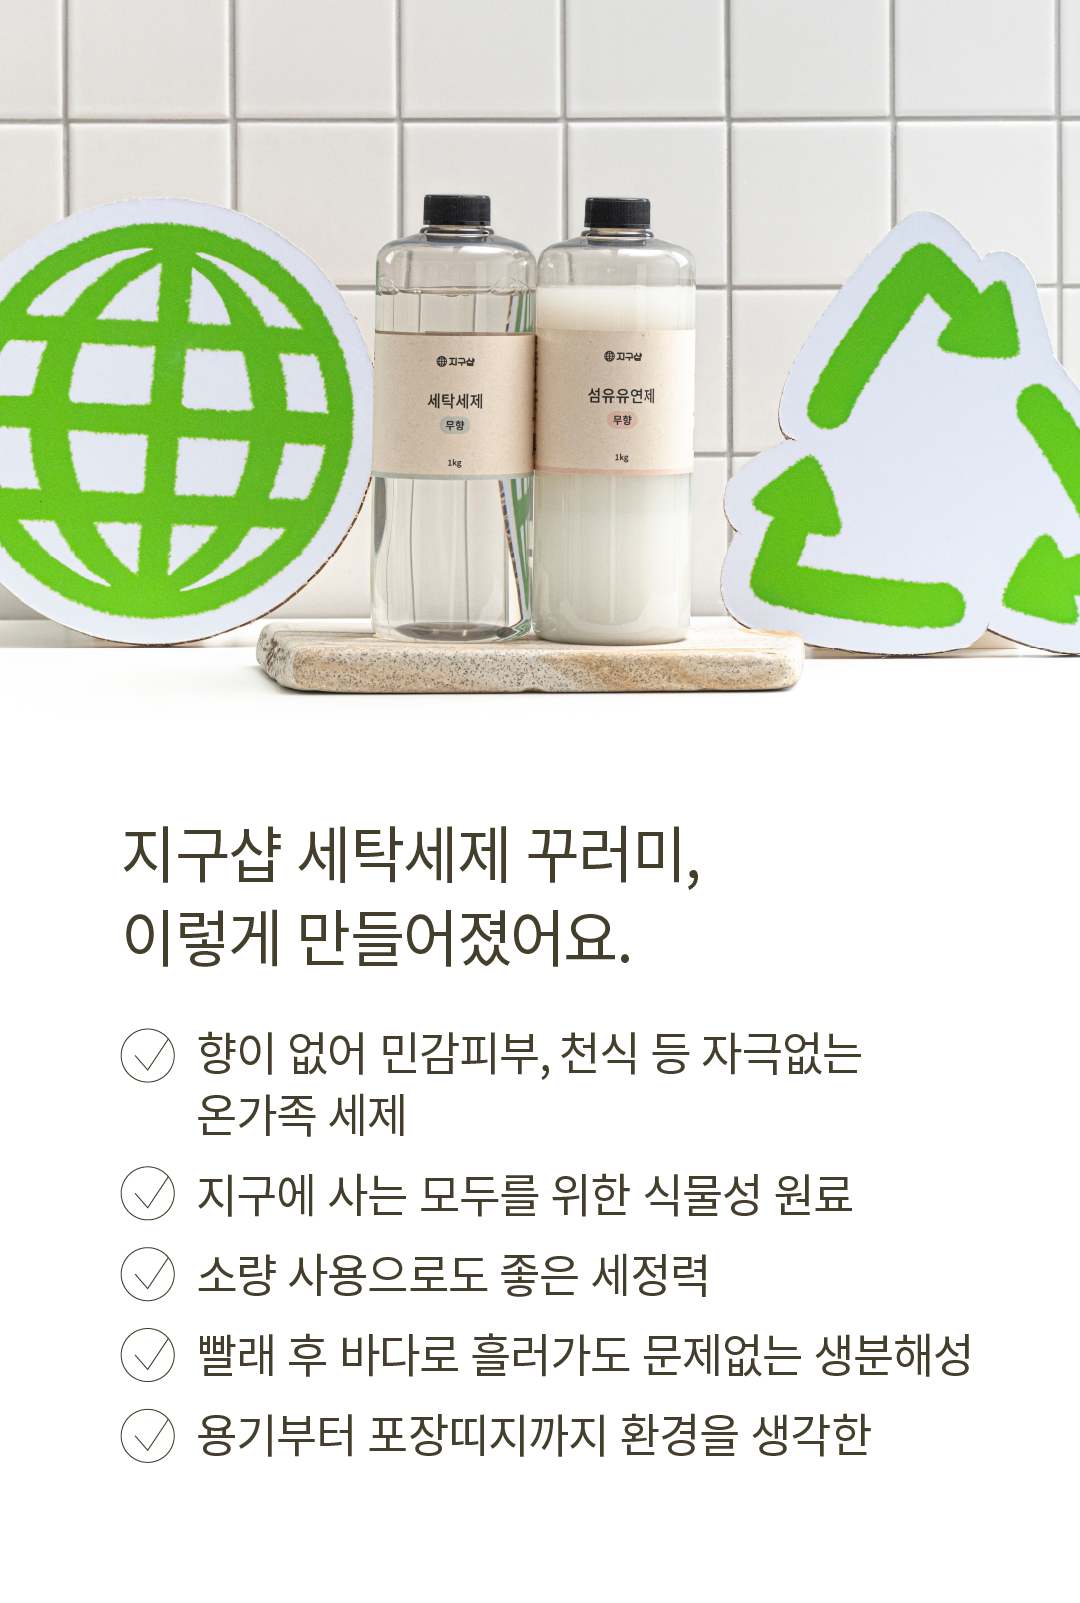 지구샵
세탁세제
무향
1kg
지구샵
섬유유연제
무향
1kg
지구샵 세탁세제 꾸러미,
이렇게 만들어졌어요.
향이 없어 민감피부, 천식 등 자극없는
온가족 세제
지구에 사는 모두를 위한 식물성 원료
소량 사용으로도 좋은 세정력
빨래 후 바다로 흘러가도 문제없는 생분해성
용기부터 포장띠지까지 환경을 생각한